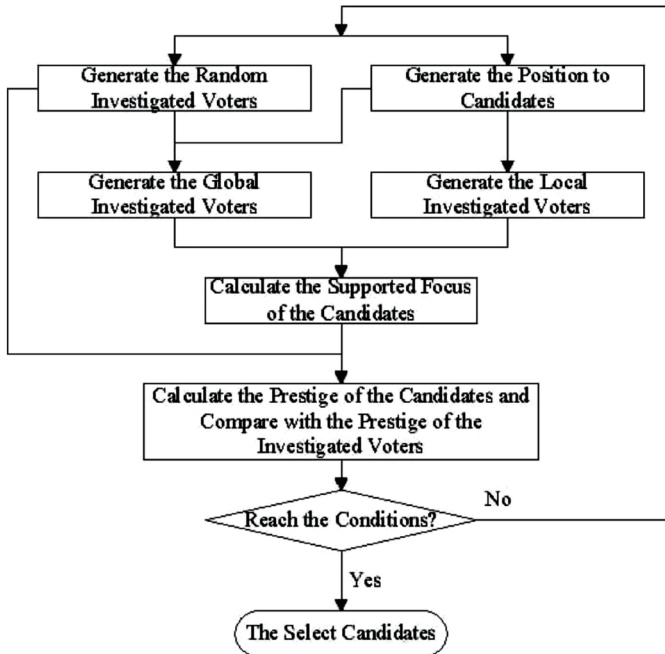 Generate the Random
Investigated Voters
Generate the Position to
Candidates
Generate the Global
Investigated Voters
Generate the Local
Investigated Voters
Calculate the Supported Focus
of the Candidates
Calculate the Prestige of the Candidates and
Compare with the Prestige of the
Investigated Voters
Reach the Conditions?
No
Yes
The Select Candidates